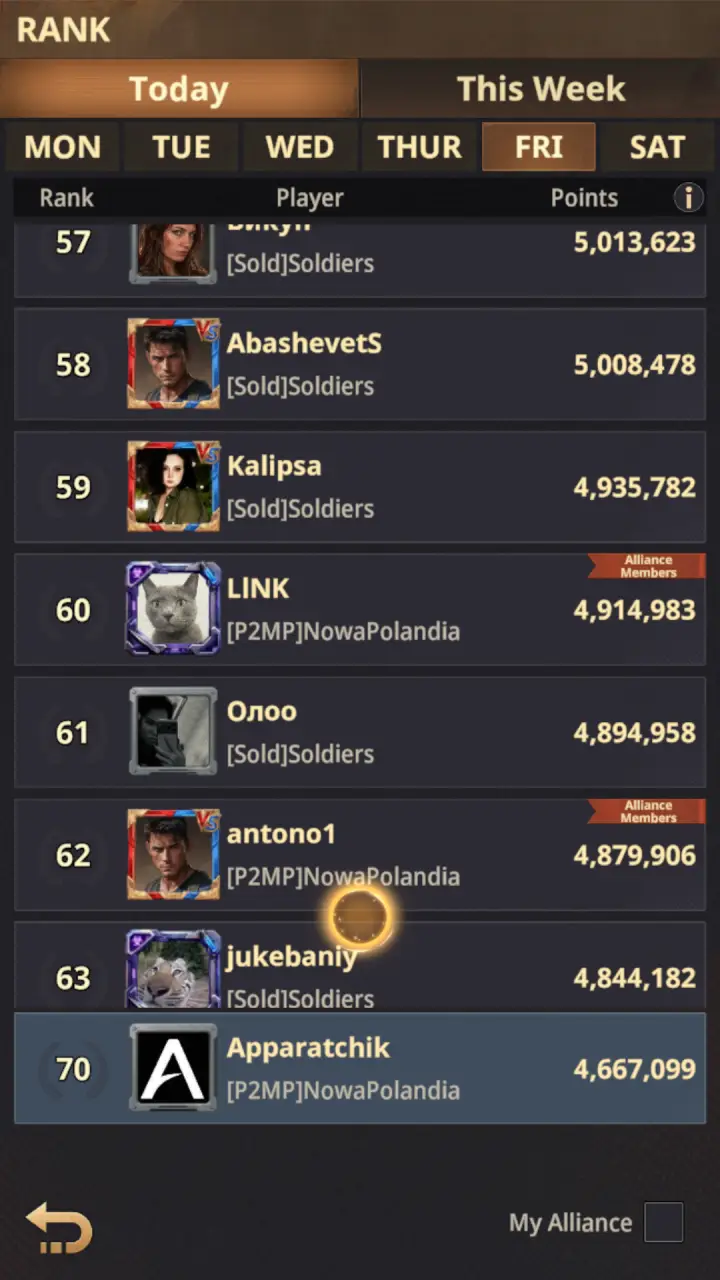 RANK
Today
This Week
MON TUE WED THUR FRI SAT
Rank Player Points
57
5,013,623
[Sold]Soldiers
58
AbashevetS
5,008,478
[Sold]Soldiers
59
Kalipsa
4,935,782
[Sold]Soldiers
Alliance
Members
60
LINK
4,914,983
[P2MP]NowaPolandia
61
Олоо
4,894,958
[Sold]Soldiers
Alliance
Members
62
antono1
4,879,906
[P2MP]NowaPolandia
63
jukebaniy
4,844,182
[Sold]Soldiers
70
Apparatchik
4,667,099
[P2MP]NowaPolandia
My Alliance